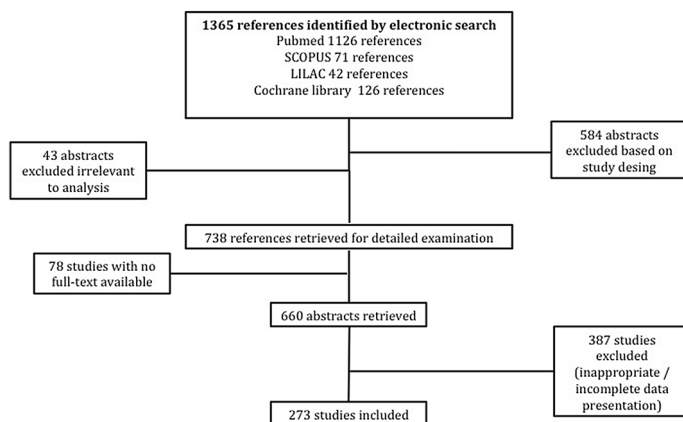 1365 references identified by electronic search
Pubmed 1126 references
SCOPUS 71 references
LILAC 42 references
Cochrane library 126 references
584 abstracts
excluded based on
study desing
43 abstracts
excluded irrelevant
to analysis
738 references retrieved for detailed examination
78 studies with no
full-text available
660 abstracts retrieved
387 studies
excluded
(inappropriate /
incomplete data
presentation)
273 studies included